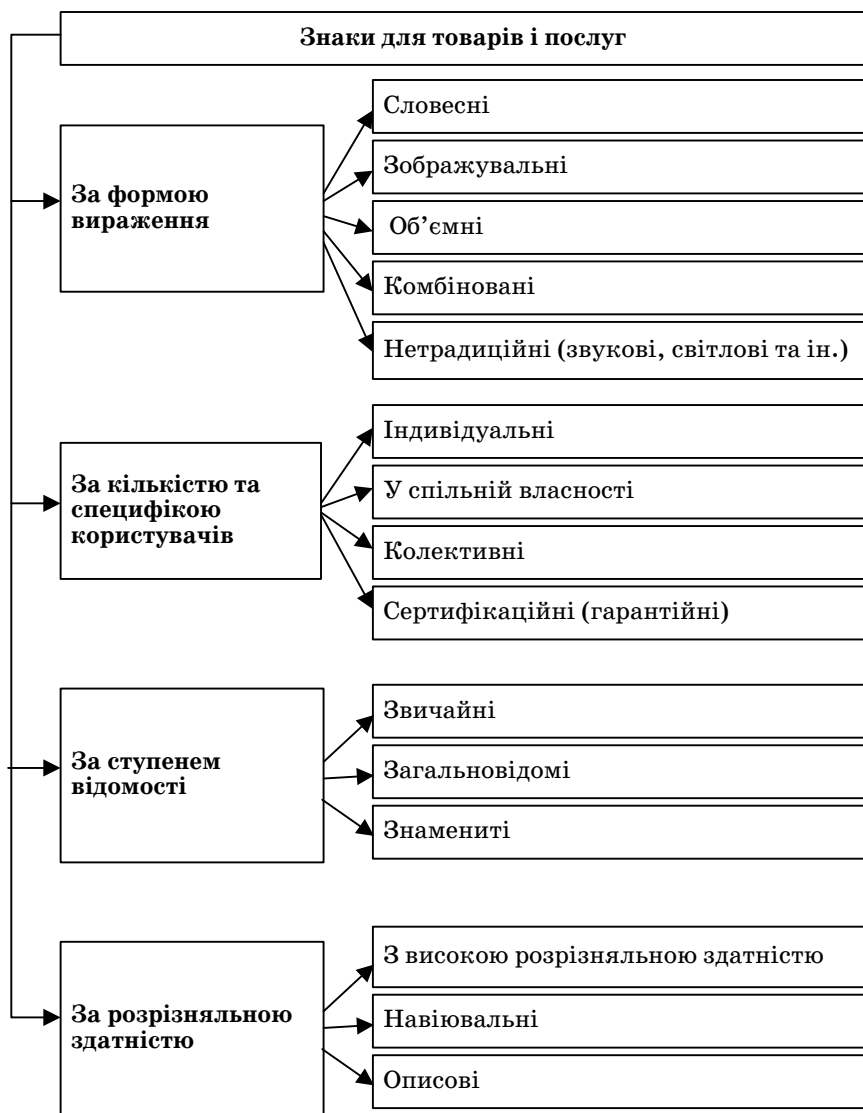 Знаки для товарів і послуг
За формою
вираження
Словесні
Зображувальні
Об’ємні
Комбіновані
Нетрадиційні (звукові, світлові та ін.)
За кількістю та
специфікою
користувачів
Індивідуальні
У спільній власності
Колективні
Сертифікаційні (гарантійні)
За ступенем
відомості
Звичайні
Загальновідомі
Знамениті
За розрізняльною
здатністю
З високою розрізняльною здатністю
Навіювальні
Описові